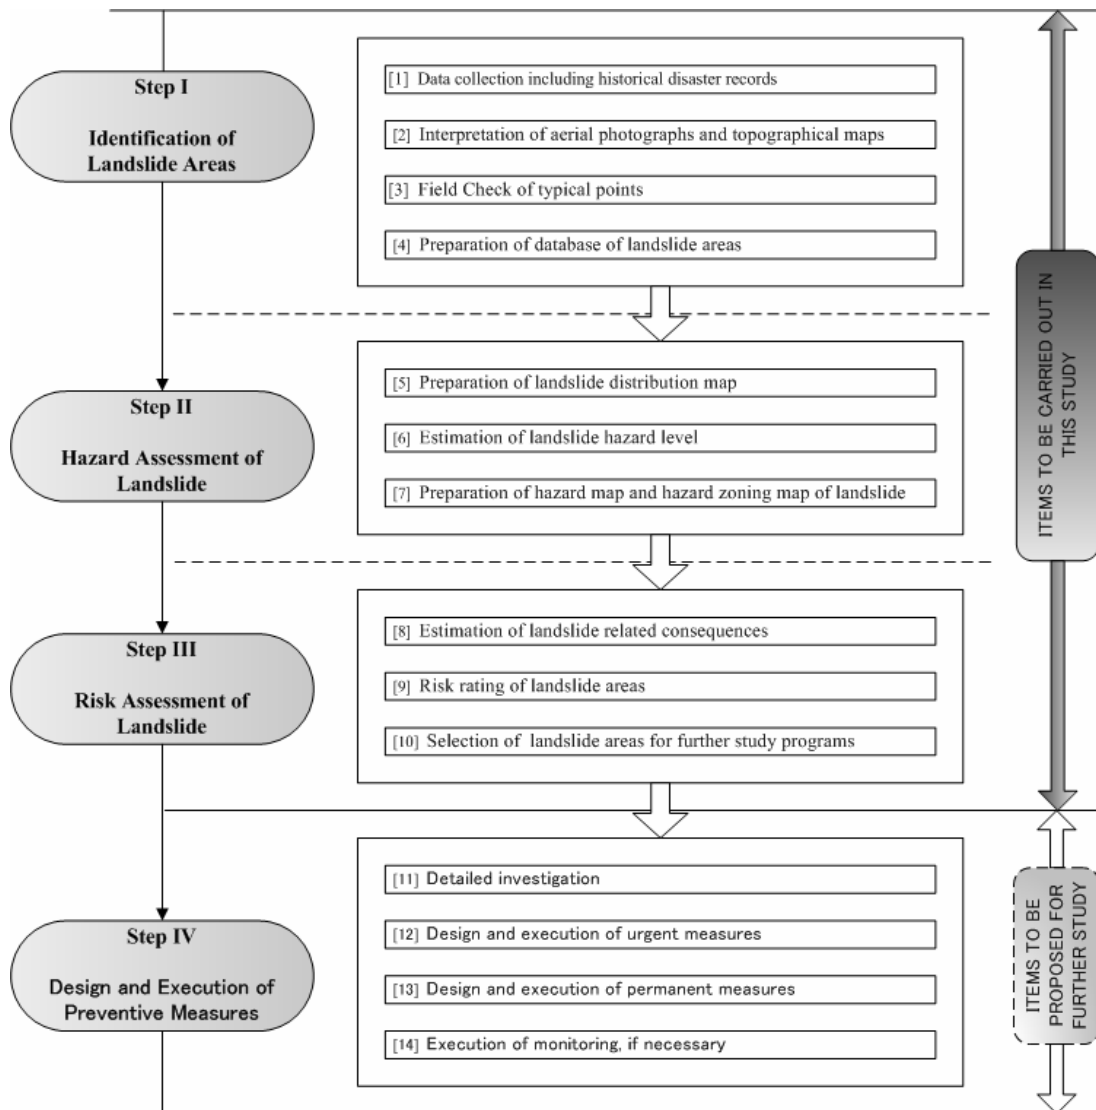 Step I
Identification of
Landslide Areas
[1] Data collection including historical disaster records
[2] Interpretation of aerial photographs and topographical maps
[3] Field Check of typical points
[4] Preparation of database of landslide areas
Step II
Hazard Assessment of
Landslide
[5] Preparation of landslide distribution map
[6] Estimation of landslide hazard level
[7] Preparation of hazard map and hazard zoning map of landslide
ITEMS TO BE CARRIED OUT IN
THIS STUDY
Step III
Risk Assessment of
Landslide
[8] Estimation of landslide related consequences
[9] Risk rating of landslide areas
[10] Selection of landslide areas for further study programs
Step IV
Design and Execution of
Preventive Measures
[11] Detailed investigation
[12] Design and execution of urgent measures
[13] Design and execution of permanent measures
[14] Execution of monitoring, if necessary
ITEMS TO BE
PROPOSED FOR
FURTHER STUDY